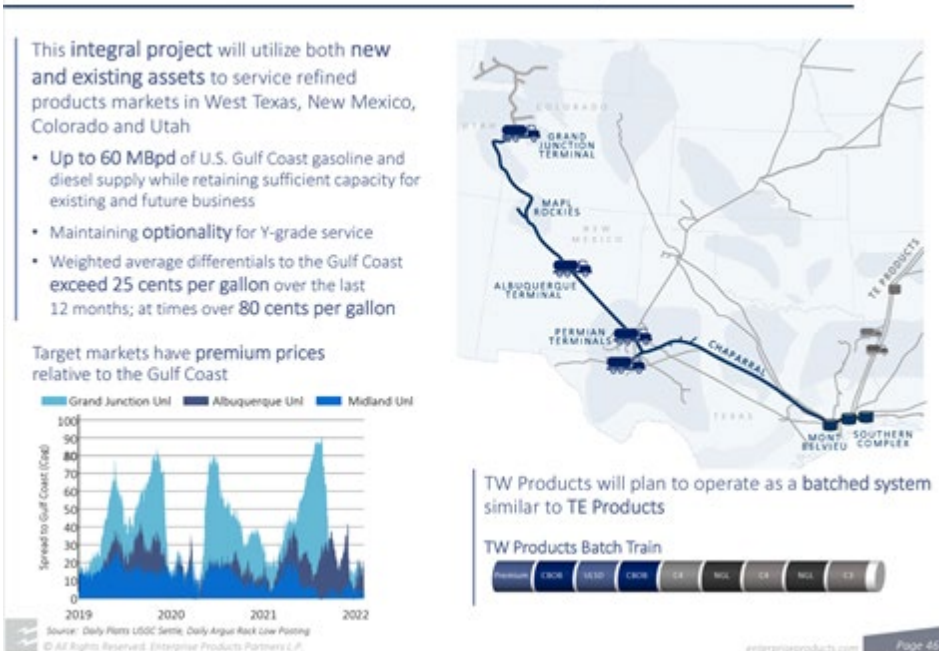 This integral project will utilize both new
and existing assets to service refined
products markets in West Texas, New Mexico,
Colorado and Utah
• Up to 60 MBpd of U.S. Gulf Coast gasoline and
diesel supply while retaining sufficient capacity for
existing and future business
• Maintaining optionality for Y-grade service
• Weighted average differentials to the Gulf Coast
exceed 25 cents per gallon over the last
12 months; at times over 80 cents per gallon
Target markets have premium prices
relative to the Gulf Coast
Grand Junction Unl Albuquerque Unl Midland Unl
Spread to Gulf Coast (Cpg)
100
90
80
70
60
50
40
30
20
10
0
2019 2020 2021 2022
Source: Daily Platts USGC Settle, Daily Argus Rack Low Posting
© All Rights Reserved. Enterprise Products Partners L.P.
COLORADO
UTAH
GRAND
JUNCTION
TERMINAL
MAPL
ROCKIES
NEW
MEXICO
ALBUQUERQUE
TERMINAL
PERMIAN
TERMINALS
CHAPARRAL
TEXAS
TE PRODUCTS
MONT
BELVIEU
SOUTHERN
COMPLEX
TW Products will plan to operate as a batched system
similar to TE Products
TW Products Batch Train
Premium CBOB ULSD CBOB C4 NGL C4 NGL C3
enterpriseproducts.com
Page 46